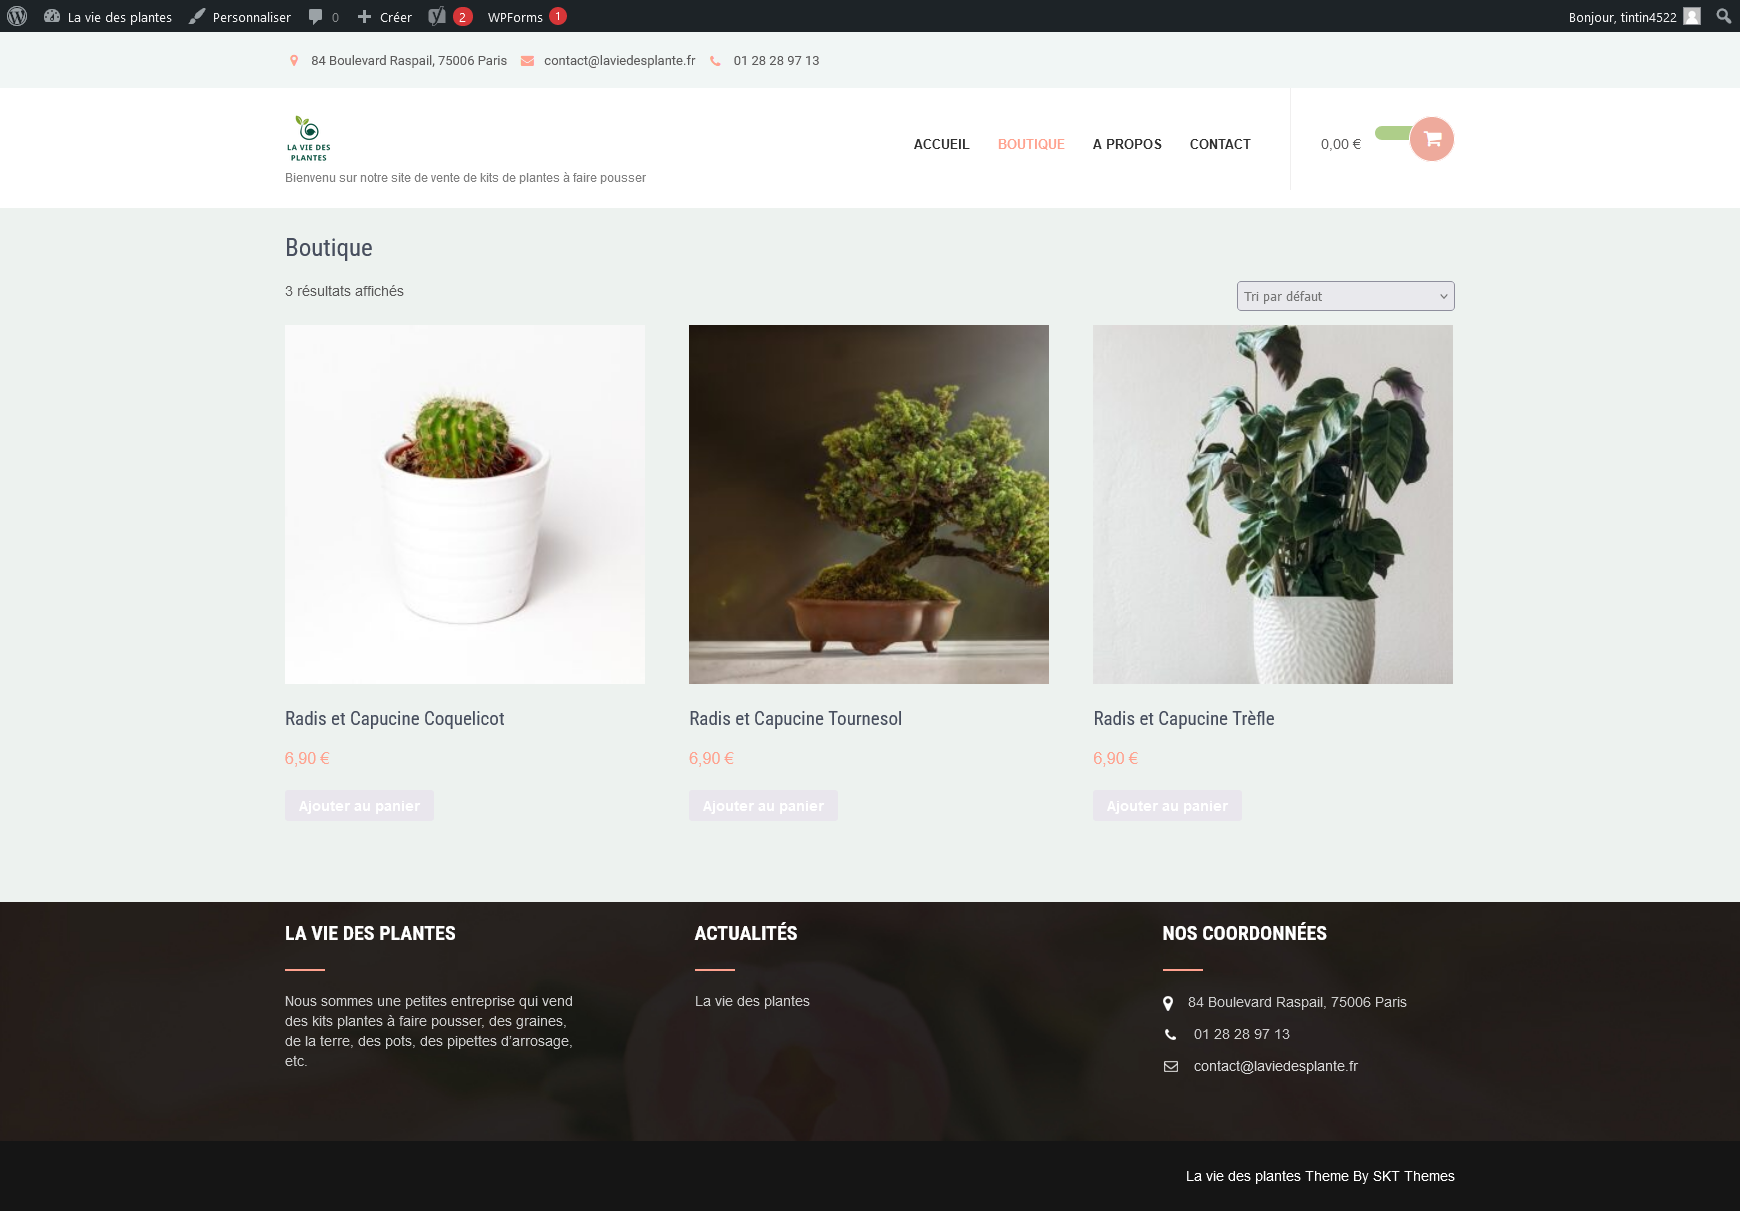 La vie des plantes Personnaliser 0 Créer 2 WPForms 1 Bonjour, tintin4522
84 Boulevard Raspail, 75006 Paris contact@laviedesplante.fr 01 28 28 97 13
LA VIE DES
PLANTES
ACCUEIL BOUTIQUE A PROPOS CONTACT 0,00 €
Bienvenu sur notre site de vente de kits de plantes à faire pousser
Boutique
3 résultats affichés Tri par défaut
Radis et Capucine Coquelicot Radis et Capucine Tournesol Radis et Capucine Trèfle
6,90 € 6,90 € 6,90 €
Ajouter au panier Ajouter au panier Ajouter au panier
LA VIE DES PLANTES
Nous sommes une petites entreprise qui vend
des kits plantes à faire pousser, des graines,
de la terre, des pots, des pipettes d'arrosage,
etc.
ACTUALITÉS
La vie des plantes
NOS COORDONNÉES
84 Boulevard Raspail, 75006 Paris
01 28 28 97 13
contact@laviedesplante.fr
La vie des plantes Theme By SKT Themes